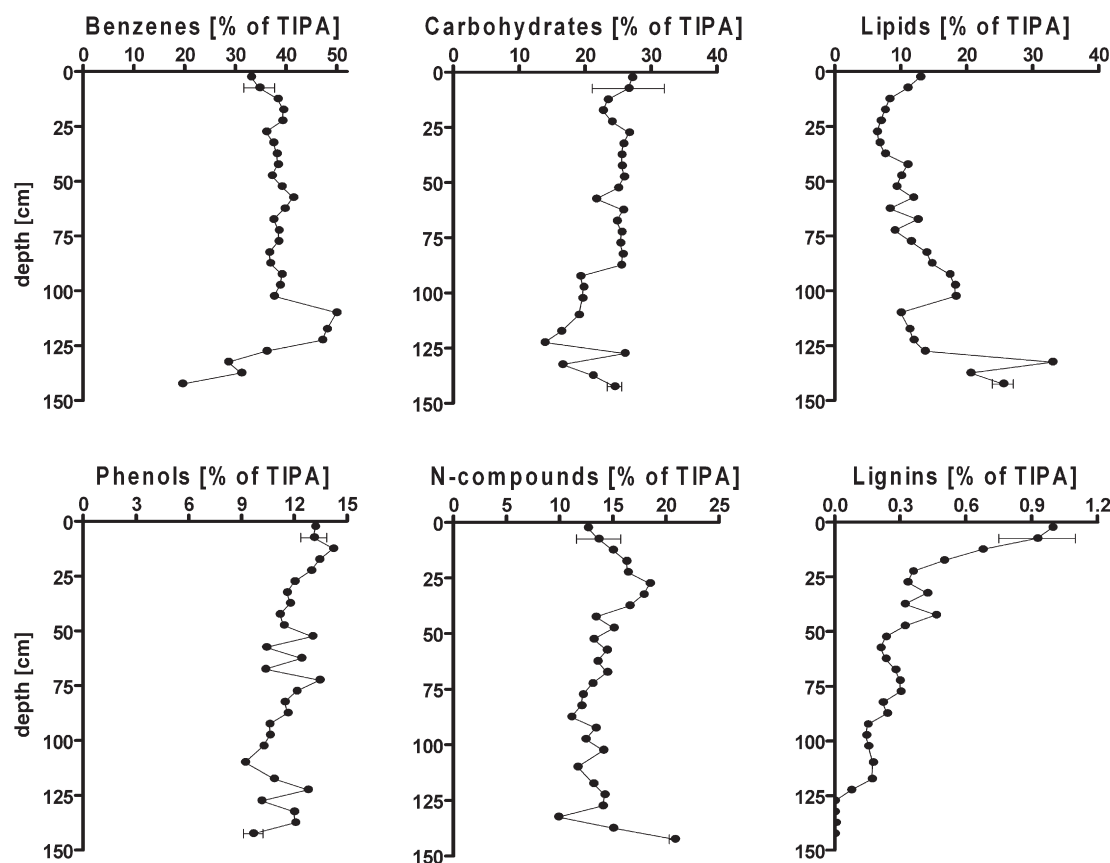 Benzenes [% of TIPA] Carbohydrates [% of TIPA] Lipids [% of TIPA]
0 10 20 30 40 50 0 10 20 30 40 0 10 20 30 40
0 0 0
25 25 25
50 50 50
75 75 75
100 100 100
125 125 125
150 150 150
depth [cm]
Phenols [% of TIPA] N-compounds [% of TIPA] Lignins [% of TIPA]
0 3 6 9 12 15 0 5 10 15 20 25 0.0 0.3 0.6 0.9 1.2
0 0 0
25 25 25
50 50 50
75 75 75
100 100 100
125 125 125
150 150 150
depth [cm]